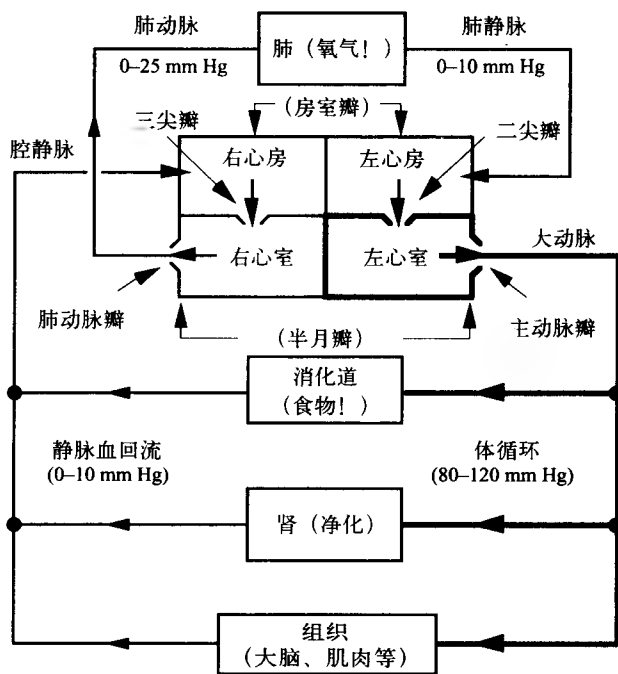 肺动脉
肺（氧气！）
肺静脉
0–25 mm Hg
0–10 mm Hg
（房室瓣）
三尖瓣
二尖瓣
腔静脉
右心房
左心房
大动脉
右心室
左心室
肺动脉瓣
（半月瓣）
主动脉瓣
消化道
（食物！）
静脉血回流
(0–10 mm Hg)
体循环
(80–120 mm Hg)
肾（净化）
组织
（大脑、肌肉等）